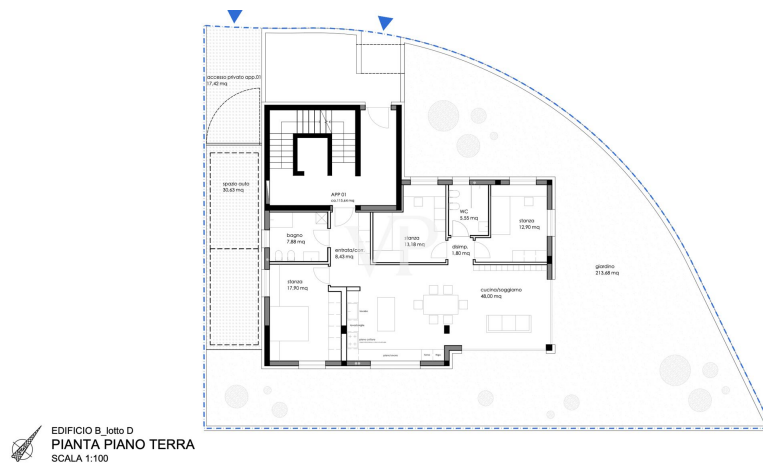 accesso privato app.01
17,42 mq
spazio auto
30,63 mq
APP 01
bagno
7,88 mq
entrata/corr.
8,43 mq
stanza
13,18 mq
WC
5,55 mq
stanza
12,90 mq
disimp.
1,80 mq
stanza
17,90 mq
cucina/soggiorno
48,00 mq
giardino
213,68 mq
VP
EDIFICIO B_lotto D
PIANTA PIANO TERRA
SCALA 1:100